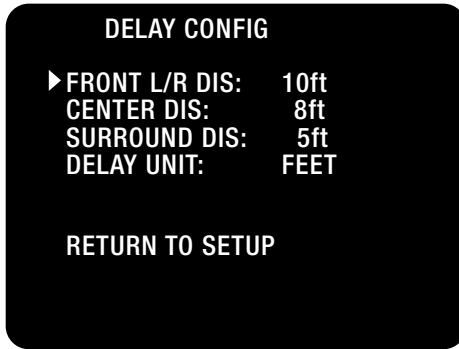 DELAY CONFIG
FRONT L/R DIS: 10ft
CENTER DIS: 8ft
SURROUND DIS: 5ft
DELAY UNIT: FEET
RETURN TO SETUP